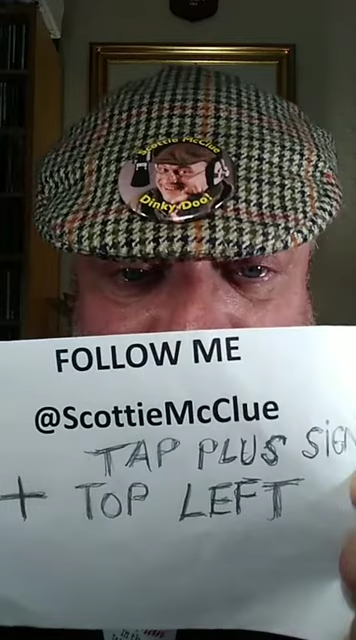 Scottie McClue
Dinky-Doo!
FOLLOW ME
@ScottieMcClue
TAP PLUS SIGN
+ TOP LEFT